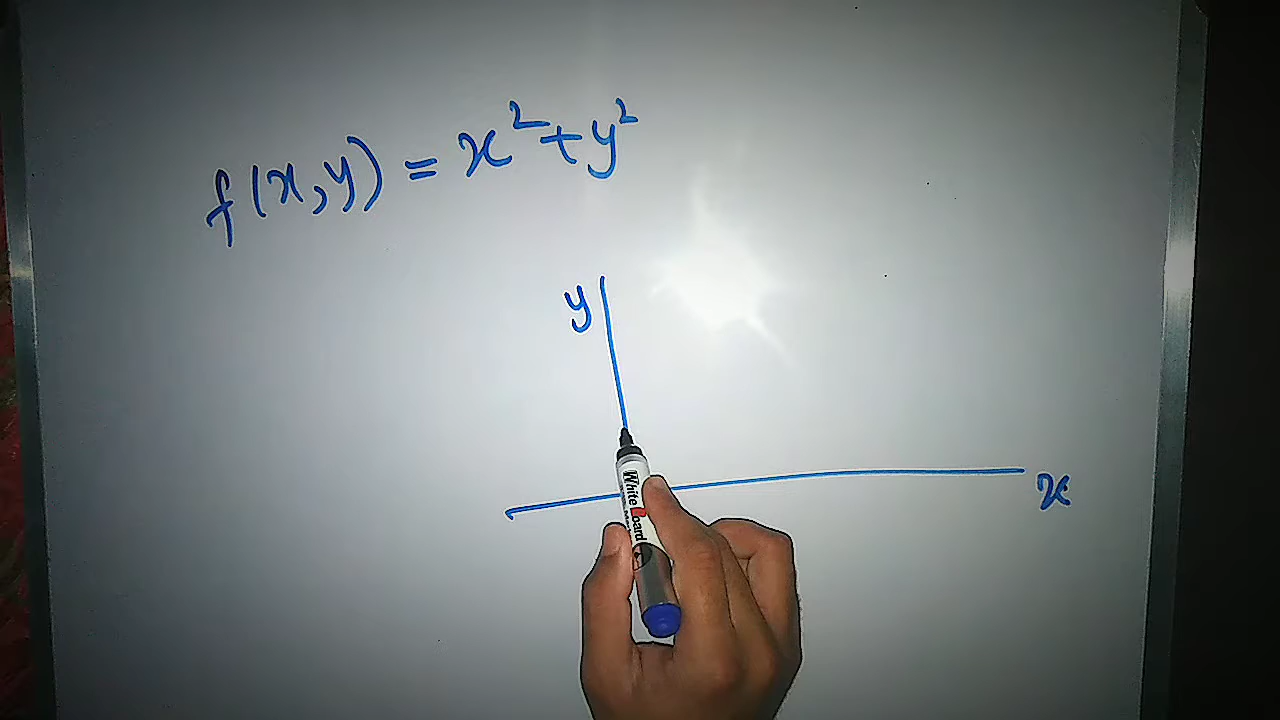 f(x,y) = x²+y²
y
x
White Board